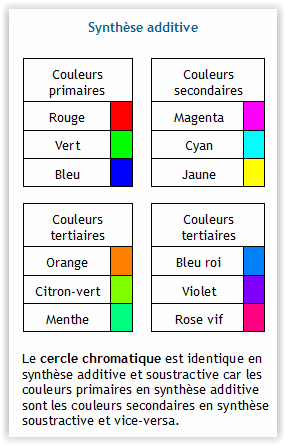 Synthèse additive
Couleurs
primaires
Rouge
Vert
Bleu
Couleurs
secondaires
Magenta
Cyan
Jaune
Couleurs
tertiaires
Orange
Citron-vert
Menthe
Couleurs
tertiaires
Bleu roi
Violet
Rose vif
Le cercle chromatique est identique en
synthèse additive et soustractive car les
couleurs primaires en synthèse additive
sont les couleurs secondaires en synthèse
soustractive et vice-versa.